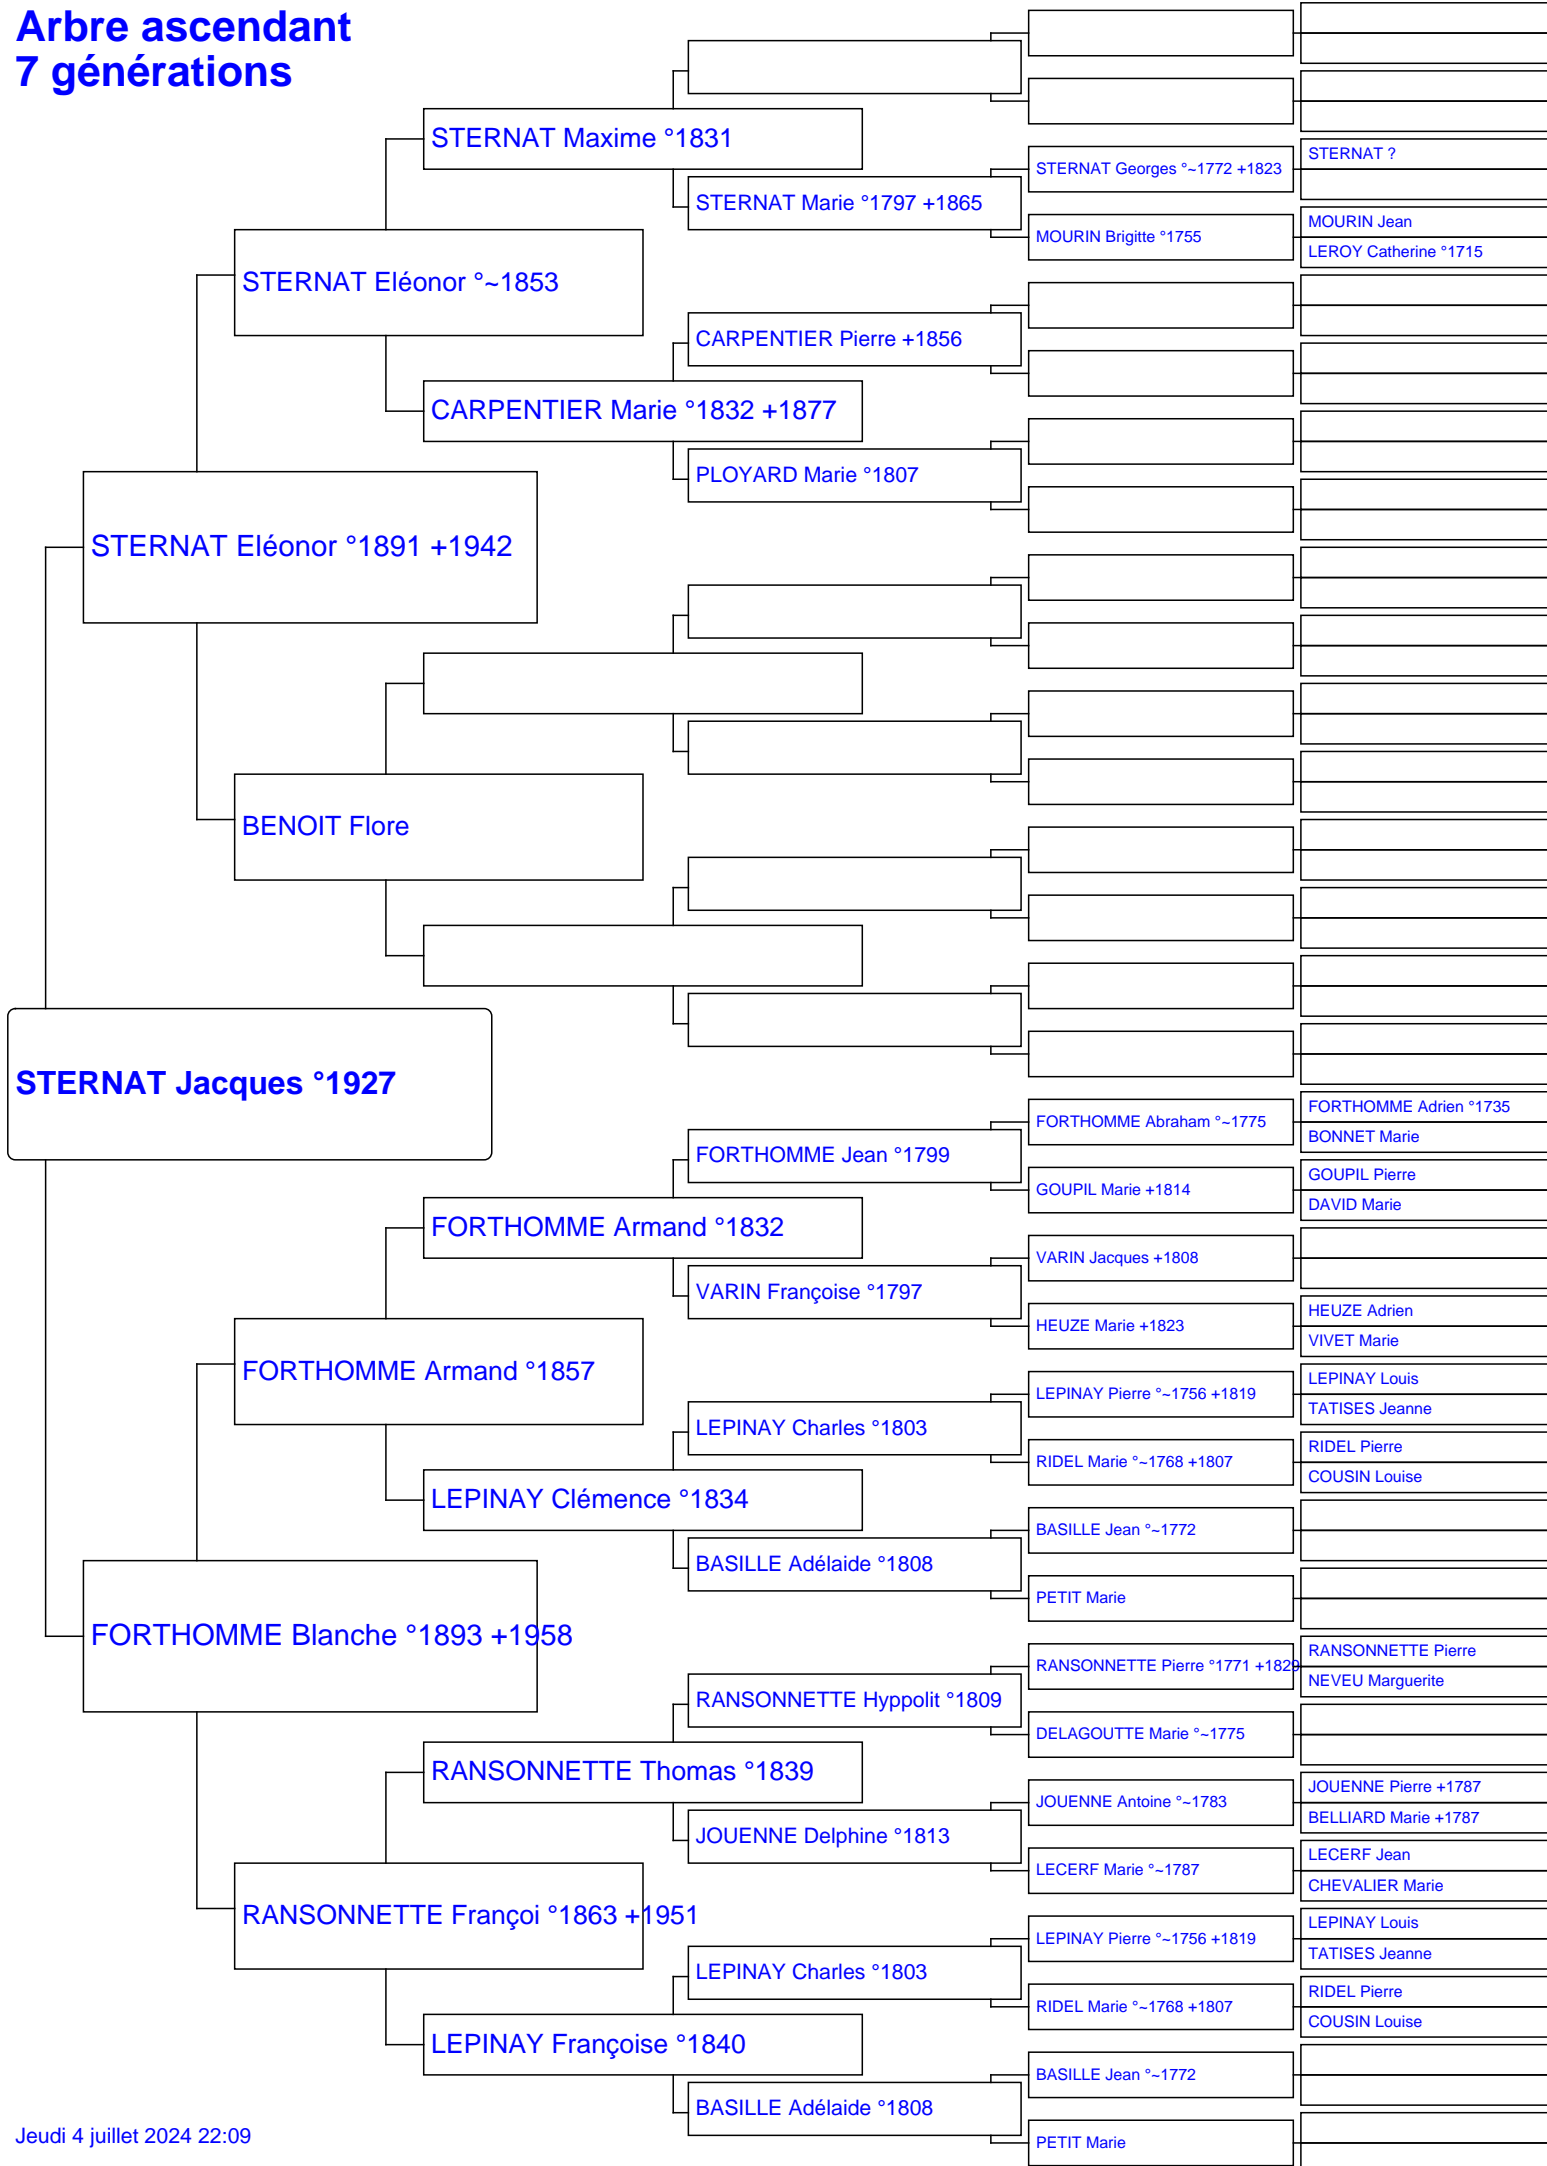 Arbre ascendant
7 générations
STERNAT Maxime °1831
STERNAT ?
STERNAT Georges °~1772 +1823
STERNAT Marie °1797 +1865
MOURIN Jean
MOURIN Brigitte °1755
LEROY Catherine °1715
STERNAT Eléonor °~1853
CARPENTIER Pierre +1856
CARPENTIER Marie °1832 +1877
PLOYARD Marie °1807
STERNAT Eléonor °1891 +1942
BENOIT Flore
STERNAT Jacques °1927
FORTHOMME Adrien °1735
FORTHOMME Abraham °~1775
BONNET Marie
FORTHOMME Jean °1799
GOUPIL Pierre
GOUPIL Marie +1814
DAVID Marie
FORTHOMME Armand °1832
VARIN Jacques +1808
VARIN Françoise °1797
HEUZE Adrien
HEUZE Marie +1823
VIVET Marie
FORTHOMME Armand °1857
LEPINAY Louis
LEPINAY Pierre °~1756 +1819
TATISES Jeanne
LEPINAY Charles °1803
RIDEL Pierre
RIDEL Marie °~1768 +1807
COUSIN Louise
LEPINAY Clémence °1834
BASILLE Jean °~1772
BASILLE Adélaide °1808
PETIT Marie
FORTHOMME Blanche °1893 +1958
RANSONNETTE Pierre
RANSONNETTE Pierre °1771 +1829
NEVEU Marguerite
RANSONNETTE Hyppolit °1809
DELAGOUTTE Marie °~1775
RANSONNETTE Thomas °1839
JOUENNE Pierre +1787
JOUENNE Antoine °~1783
BELLIARD Marie +1787
JOUENNE Delphine °1813
LECERF Jean
LECERF Marie °~1787
CHEVALIER Marie
RANSONNETTE Françoi °1863 +1951
LEPINAY Louis
LEPINAY Pierre °~1756 +1819
TATISES Jeanne
LEPINAY Charles °1803
RIDEL Pierre
RIDEL Marie °~1768 +1807
COUSIN Louise
LEPINAY Françoise °1840
BASILLE Jean °~1772
BASILLE Adélaide °1808
PETIT Marie
Jeudi 4 juillet 2024 22:09